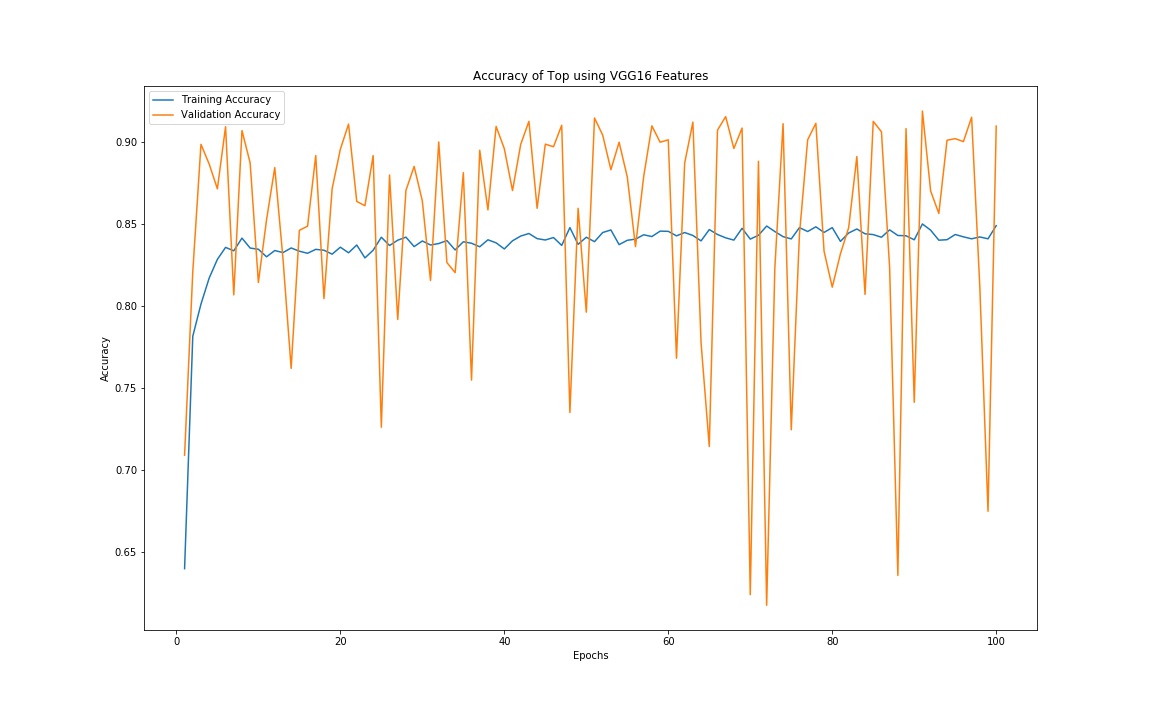 Accuracy of Top using VGG16 Features
Training Accuracy
Validation Accuracy
0.90
0.85
0.80
0.75
0.70
0.65
Accuracy
0 20 40 60 80 100
Epochs